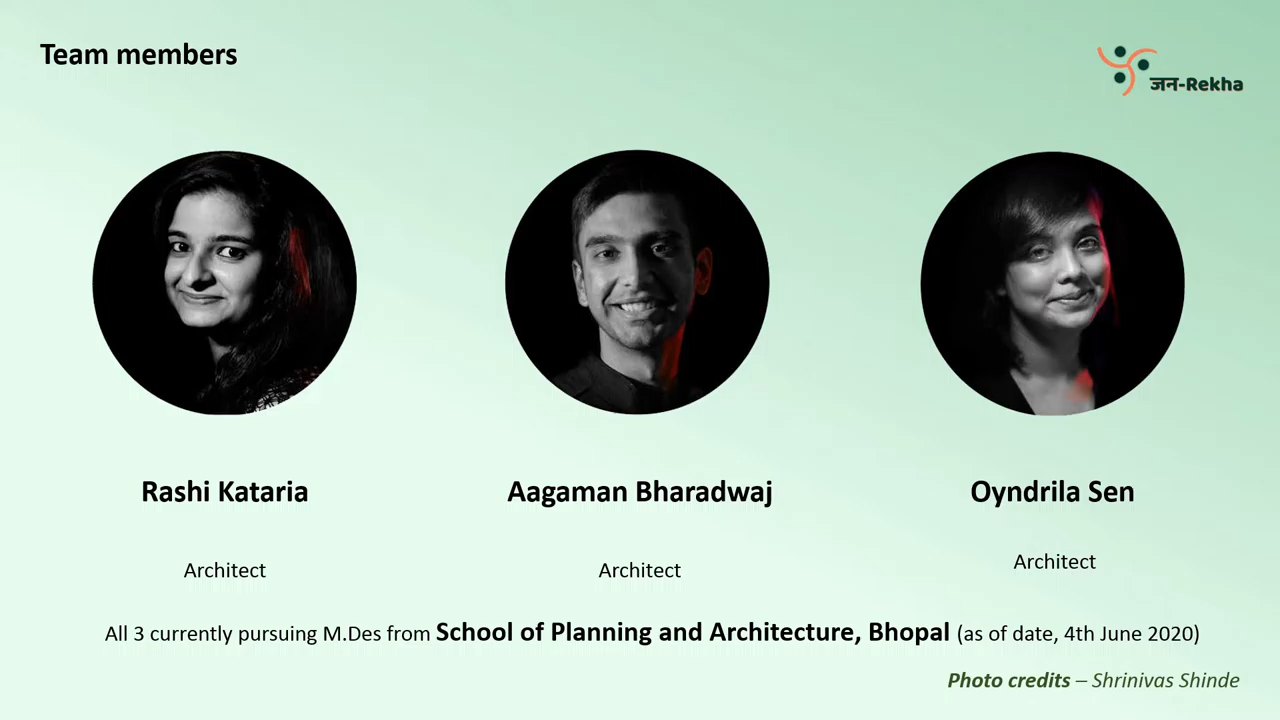 Team members
जन-Rekha
Rashi Kataria
Aagaman Bharadwaj
Oyndrila Sen
Architect
Architect
Architect
All 3 currently pursuing M.Des from School of Planning and Architecture, Bhopal (as of date, 4th June 2020)
Photo credits – Shrinivas Shinde